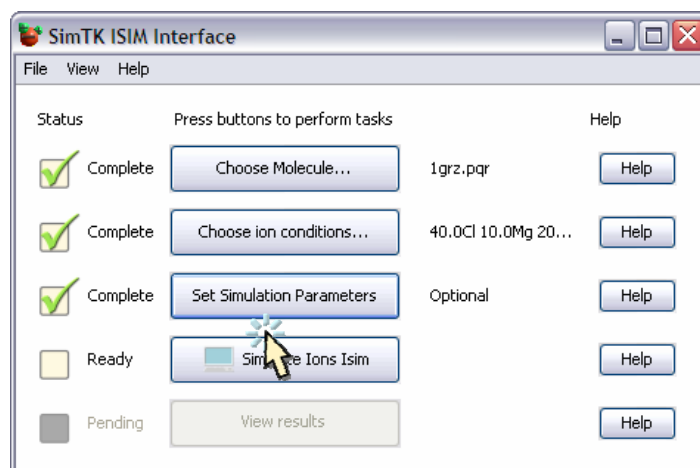 SimTK ISIM Interface
File View Help
Status Press buttons to perform tasks Help
Complete Choose Molecule... 1grz.pqr Help
Complete Choose ion conditions... 40.0Cl 10.0Mg 20... Help
Complete Set Simulation Parameters Optional Help
Ready Ions Isim Help
Pending View results Help